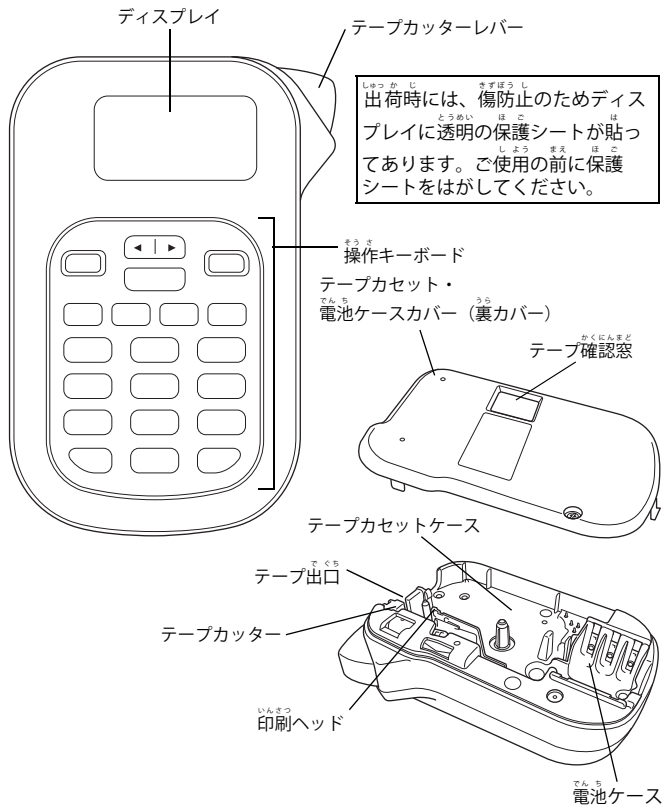 ディスプレイ
テープカッターレバー
出荷時には、傷防止のためディス
プレイに透明の保護シートが貼っ
てあります。ご使用の前に保護
シートをはがしてください。
操作キーボード
テープカセット・
電池ケースカバー（裏カバー）
テープ確認窓
テープカセットケース
テープ出口
テープカッター
印刷ヘッド
電池ケース